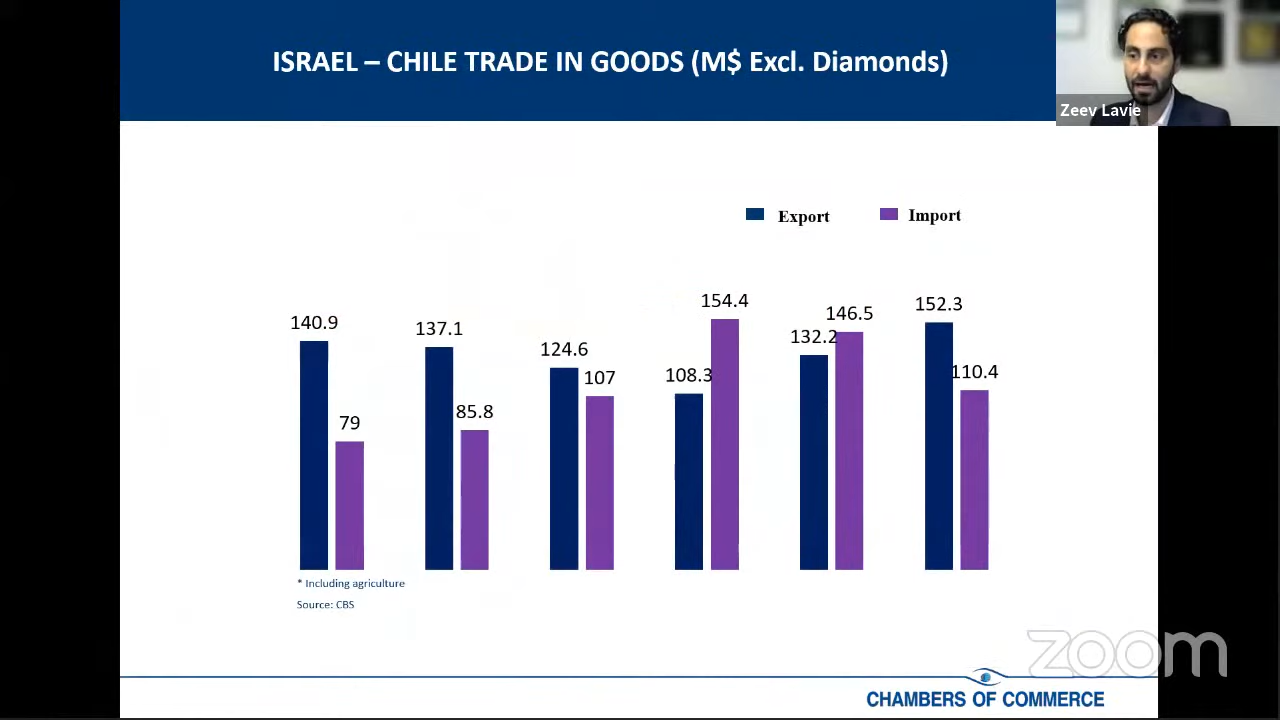 ISRAEL – CHILE TRADE IN GOODS (M$ Excl. Diamonds)
Zeev Lavie
Export
Import
140.9
79
137.1
85.8
124.6
107
108.3
154.4
132.2
146.5
152.3
110.4
* Including agriculture
Source: CBS
zoom
CHAMBERS OF COMMERCE